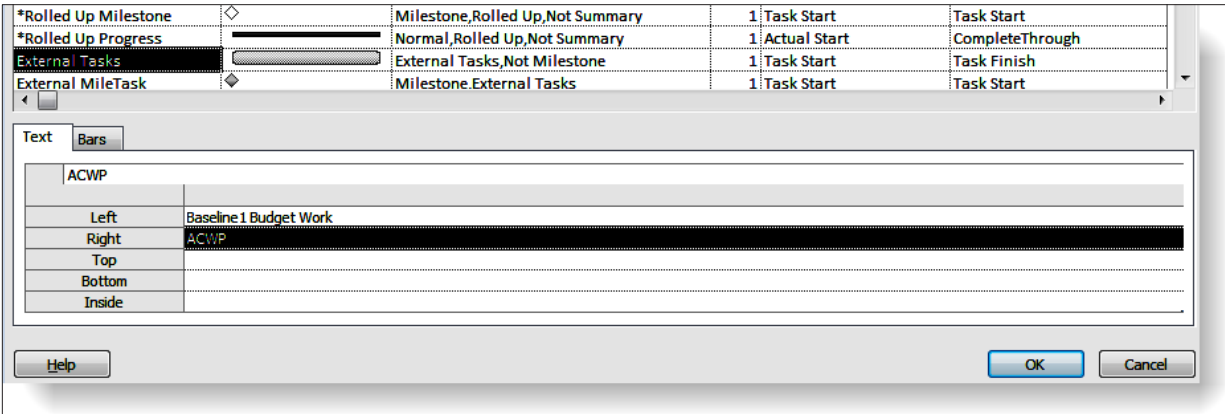 *Rolled Up Milestone Milestone,Rolled Up,Not Summary 1 Task Start Task Start
*Rolled Up Progress Normal,Rolled Up,Not Summary 1 Actual Start CompleteThrough
External Tasks External Tasks,Not Milestone 1 Task Start Task Finish
External MileTask Milestone.External Tasks 1 Task Start Task Start
Text Bars
ACWP
Left Baseline1 Budget Work
Right ACWP
Top
Bottom
Inside
Help OK Cancel